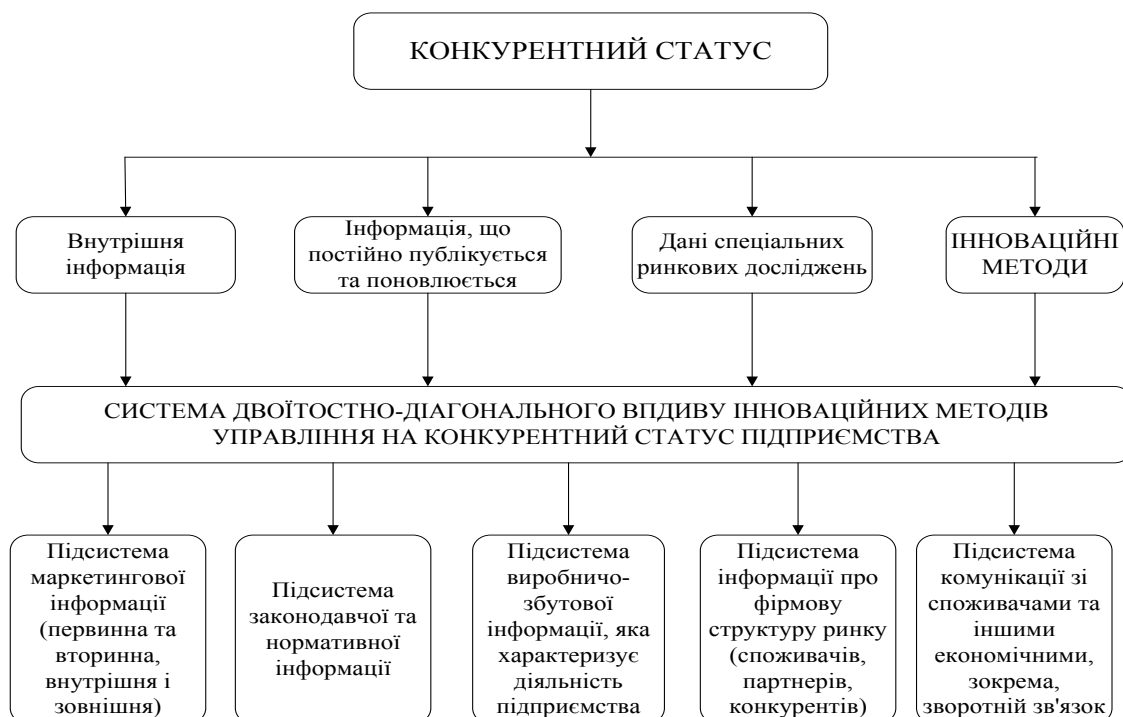 КОНКУРЕНТНИЙ СТАТУС
Внутрішня
інформація
Інформація, що
постійно публікується
та поновлюється
Дані спеціальних
ринкових досліджень
ІННОВАЦІЙНІ
МЕТОДИ
СИСТЕМА ДВОЇТОСТНО-ДІАГОНАЛЬНОГО ВПДИВУ ІННОВАЦІЙНИХ МЕТОДІВ
УПРАВЛІННЯ НА КОНКУРЕНТНИЙ СТАТУС ПІДПРИЄМСТВА
Підсистема
маркетингової
інформації
(первинна та
вторинна,
внутрішня і
зовнішня)
Підсистема
законодавчої та
нормативної
інформації
Підсистема
виробничо-
збутової
інформації, яка
характеризує
діяльність
підприємства
Підсистема
інформації про
фірмову
структуру ринку
(споживачів,
партнерів,
конкурентів)
Підсистема
комунікації зі
споживачами та
іншими
економічними,
зокрема,
зворотній зв'язок